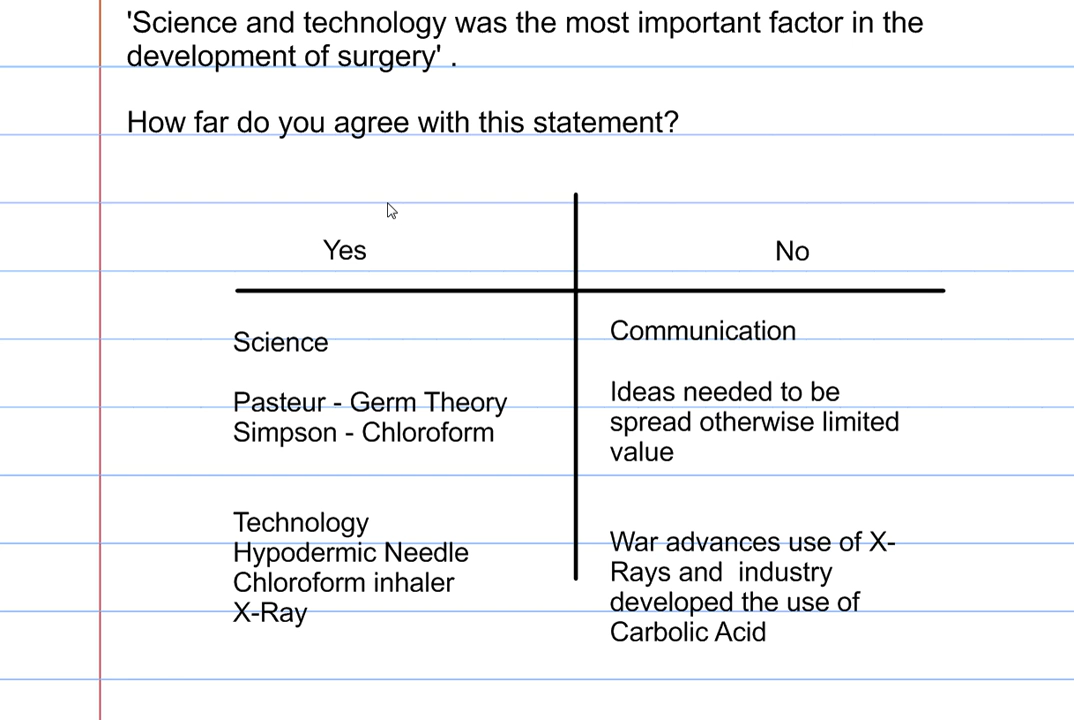 'Science and technology was the most important factor in the
development of surgery' .
How far do you agree with this statement?
Yes
No
Science
Pasteur - Germ Theory
Simpson - Chloroform
Technology
Hypodermic Needle
Chloroform inhaler
X-Ray
Communication
Ideas needed to be
spread otherwise limited
value
War advances use of X-
Rays and industry
developed the use of
Carbolic Acid